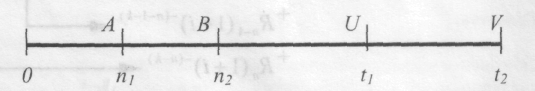 A B U V
0 n₁ n₂ t₁ t₂